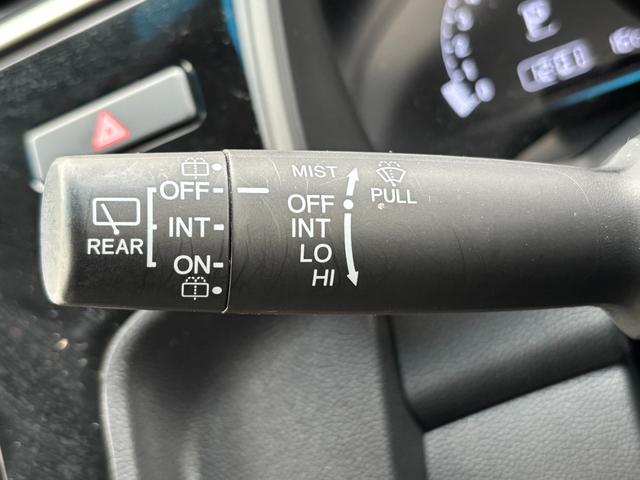 REAR
OFF
INT
ON
MIST
OFF
INT
LO
HI
PULL